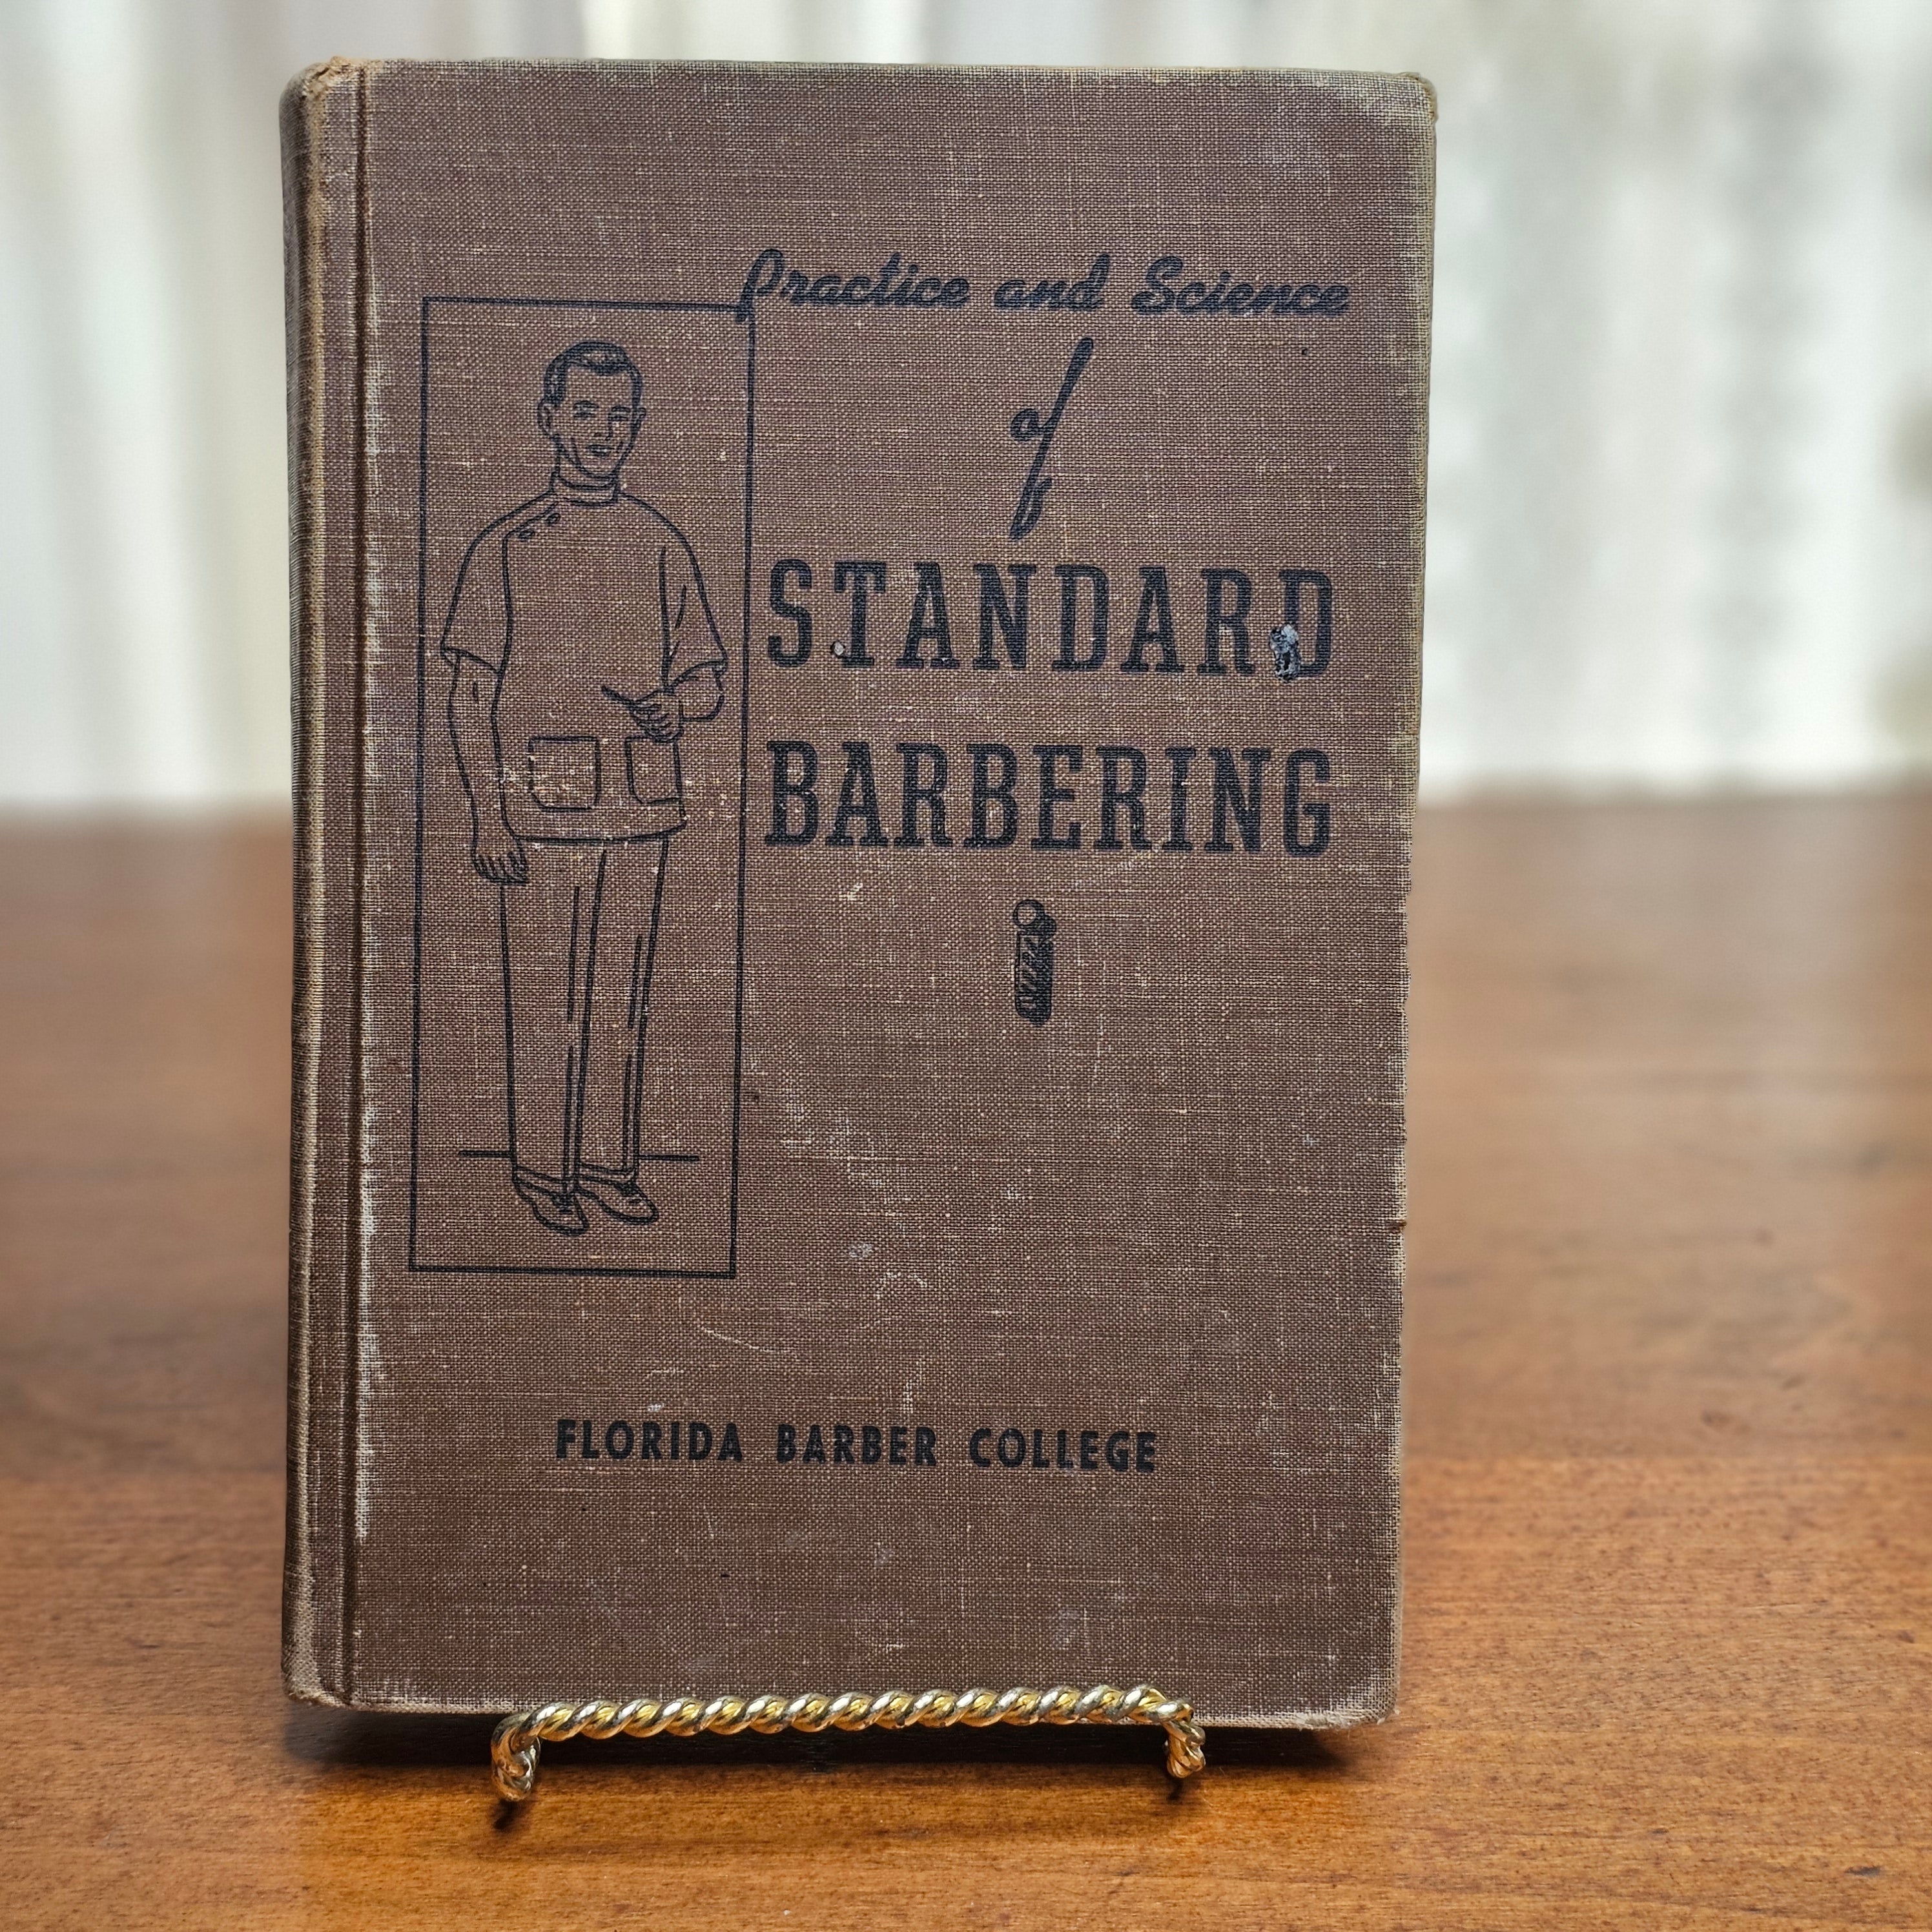 Practice and Science
of
STANDARD
BARBERING
FLORIDA BARBER COLLEGE